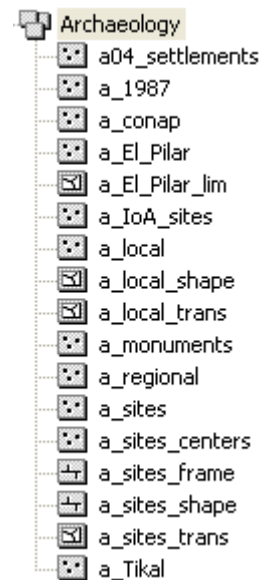 Archaeology
a04_settlements
a_1987
a_conap
a_El_Pilar
a_El_Pilar_lim
a_IoA_sites
a_local
a_local_shape
a_local_trans
a_monuments
a_regional
a_sites
a_sites_centers
a_sites_frame
a_sites_shape
a_sites_trans
a_Tikal